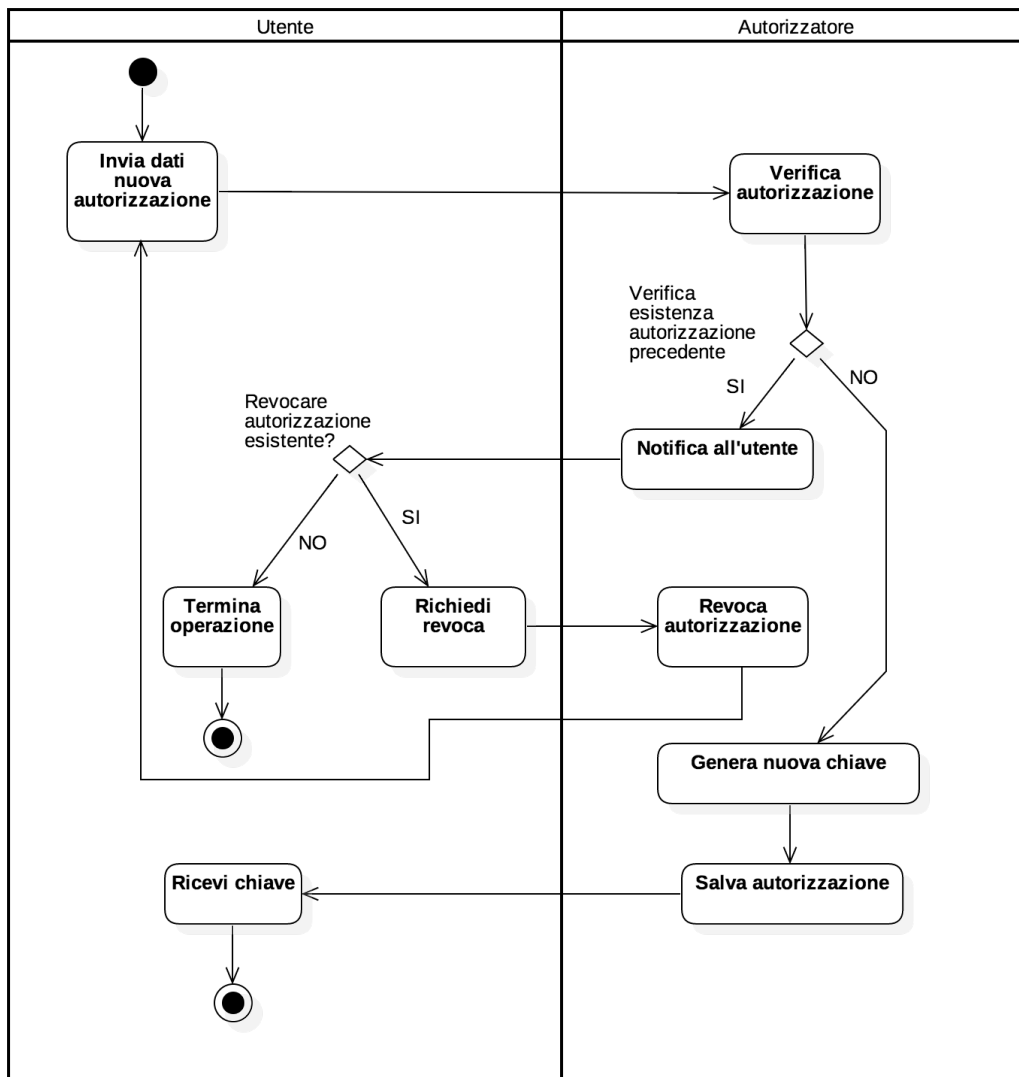 Utente
Autorizzatore
Invia dati
nuova
autorizzazione
Verifica
autorizzazione
Verifica
esistenza
autorizzazione
precedente
SI
NO
Revocare
autorizzazione
esistente?
Notifica all'utente
NO
SI
Termina
operazione
Richiedi
revoca
Revoca
autorizzazione
Genera nuova chiave
Ricevi chiave
Salva autorizzazione